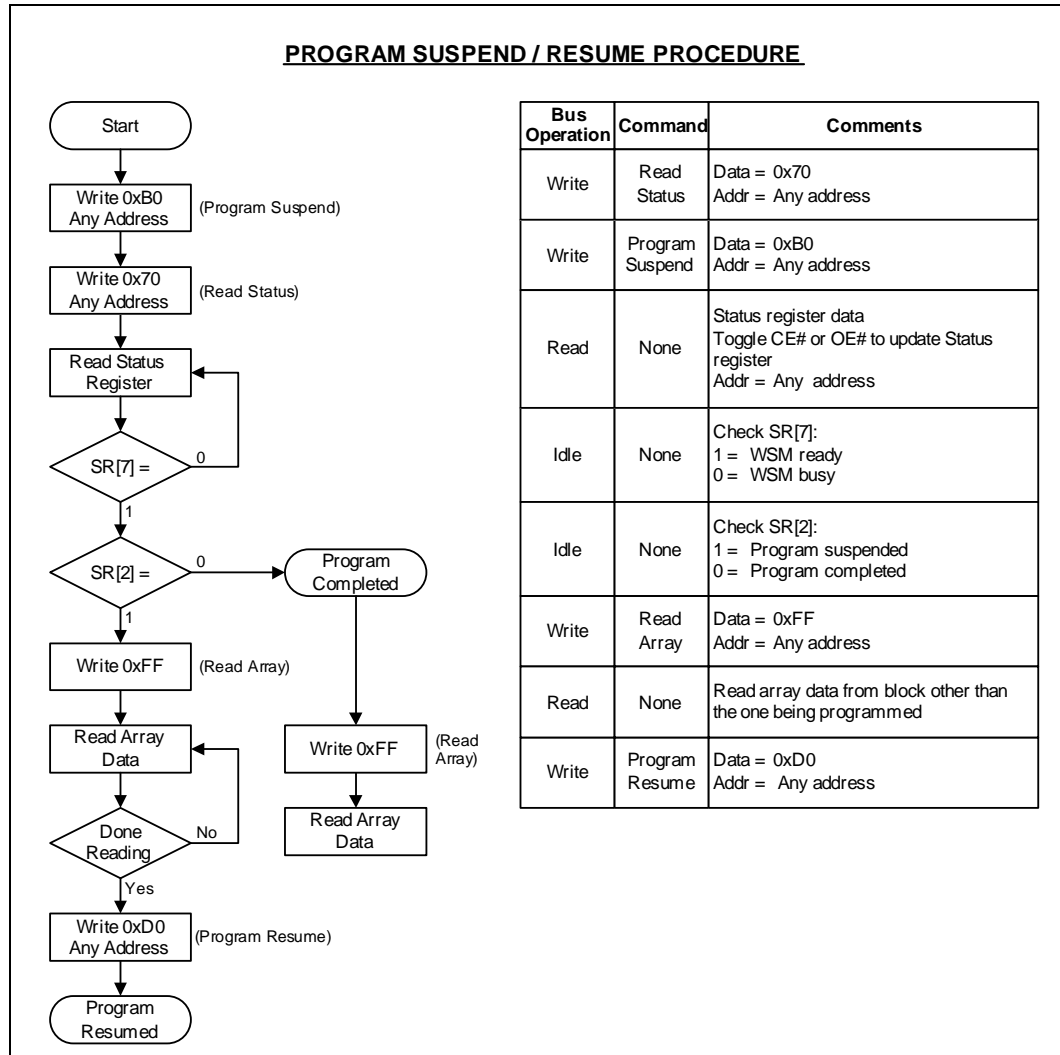 PROGRAM SUSPEND / RESUME PROCEDURE
Start
Write 0xB0
Any Address
(Program Suspend)
Write 0x70
Any Address
(Read Status)
Read Status
Register
SR[7] =
0
1
SR[2] =
0
Program
Completed
1
Write 0xFF
(Read Array)
Read Array
Data
Write 0xFF
(Read
Array)
Done
Reading
No
Read Array
Data
Yes
Write 0xD0
Any Address
(Program Resume)
Program
Resumed
Bus
Operation
Command
Comments
Write
Read
Status
Data = 0x70
Addr = Any address
Write
Program
Suspend
Data = 0xB0
Addr = Any address
Read
None
Status register data
Toggle CE# or OE# to update Status
register
Addr = Any address
Idle
None
Check SR[7]:
1 = WSM ready
0 = WSM busy
Idle
None
Check SR[2]:
1 = Program suspended
0 = Program completed
Write
Read
Array
Data = 0xFF
Addr = Any address
Read
None
Read array data from block other than
the one being programmed
Write
Program
Resume
Data = 0xD0
Addr = Any address